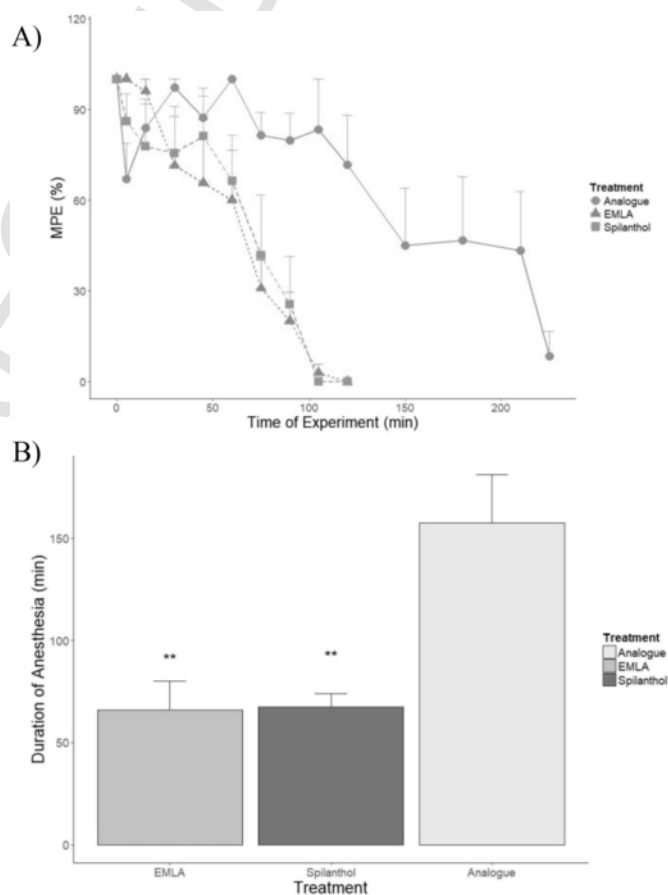 A)
120
90
60
30
0
MPE (%)
0
50
100
150
200
Time of Experiment (min)
Treatment
Analogue
EMLA
Spilanthol
B)
150
100
50
0
Duration of Anesthesia (min)
**
**
EMLA
Spilanthol
Analogue
Treatment
Treatment
Analogue
EMLA
Spilanthol